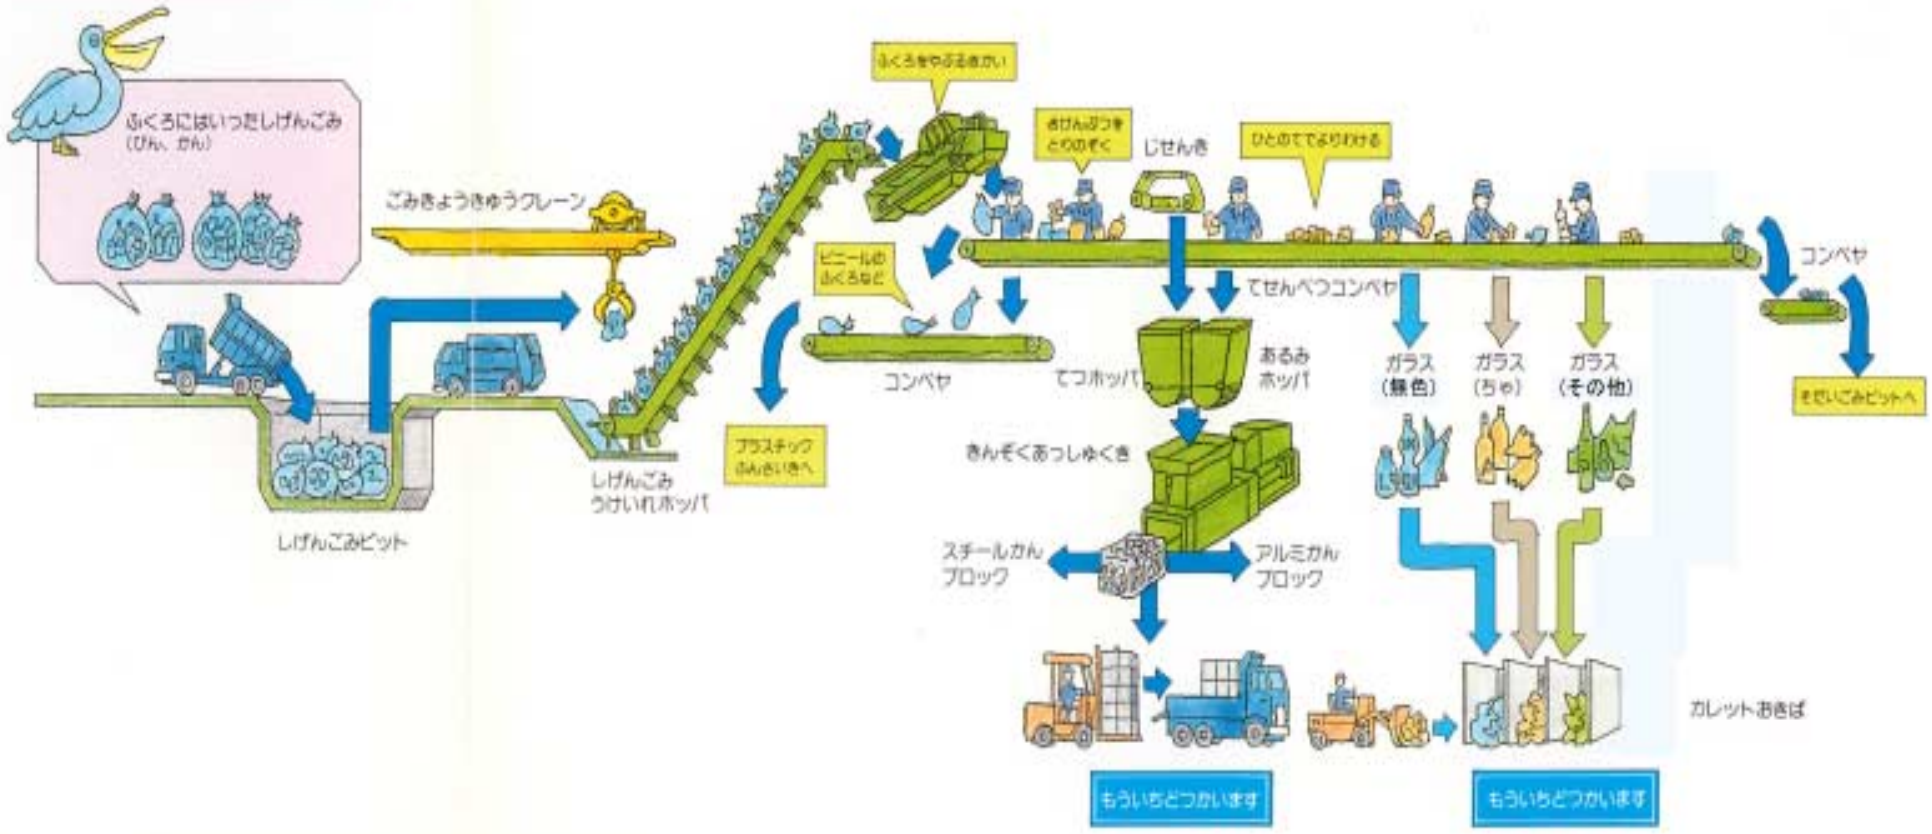 ふくろにはいったしげんごみ
(びん、かん)
ごみきょうきゅうクレーン
しげんごみピット
しげんごみ
うけいれホッパ
ふくろをやぶるきかい
きけんぶつを
とりのぞく
じせんき
ひとのてでよりわける
ビニールの
ふくろなど
コンベヤ
プラスチック
ふんさいきへ
てせんべつコンベヤ
てつホッパ
あるみ
ホッパ
きんぞくあっしゅくき
スチールかん
ブロック
アルミかん
ブロック
ガラス
(無色)
ガラス
(ちゃ)
ガラス
(その他)
コンベヤ
そだいごみピットへ
カレットおきば
もういちどつかいます
もういちどつかいます